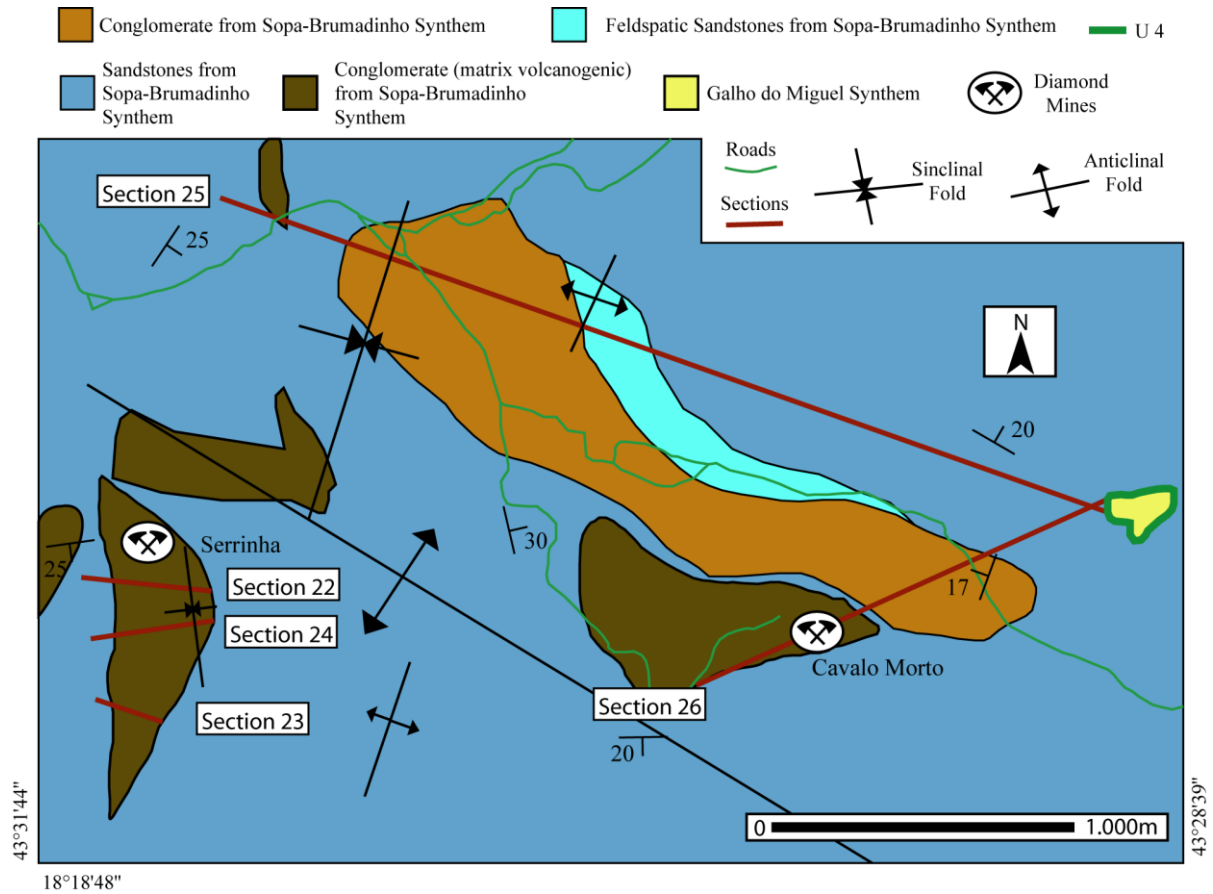 Conglomerate from Sopa-Brumadinho Synthem
Feldspatic Sandstones from Sopa-Brumadinho Synthem
U 4
Sandstones from
Sopa-Brumadinho
Synthem
Conglomerate (matrix volcanogenic)
from Sopa-Brumadinho
Synthem
Galho do Miguel Synthem
Diamond
Mines
Roads
Sections
Sinclinal
Fold
Anticlinal
Fold
Section 25
25
N
20
Serrinha
25
Section 22
30
17
Section 24
Cavalo Morto
Section 26
Section 23
20
0
1.000m
43°31'44"
43°28'39"
18°18'48"